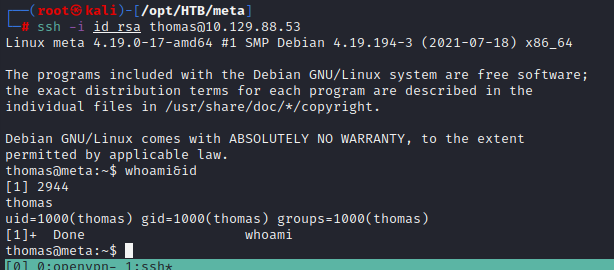 ┌──(root㉿kali)-[/opt/HTB/meta]
└─# ssh -i id_rsa thomas@10.129.88.53
Linux meta 4.19.0-17-amd64 #1 SMP Debian 4.19.194-3 (2021-07-18) x86_64
The programs included with the Debian GNU/Linux system are free software;
the exact distribution terms for each program are described in the
individual files in /usr/share/doc/*/copyright.
Debian GNU/Linux comes with ABSOLUTELY NO WARRANTY, to the extent
permitted by applicable law.
thomas@meta:~$ whoami&id
[1] 2944
thomas
uid=1000(thomas) gid=1000(thomas) groups=1000(thomas)
[1]+  Done                    whoami
thomas@meta:~$
[0] 0:openvpn- 1:ssh*